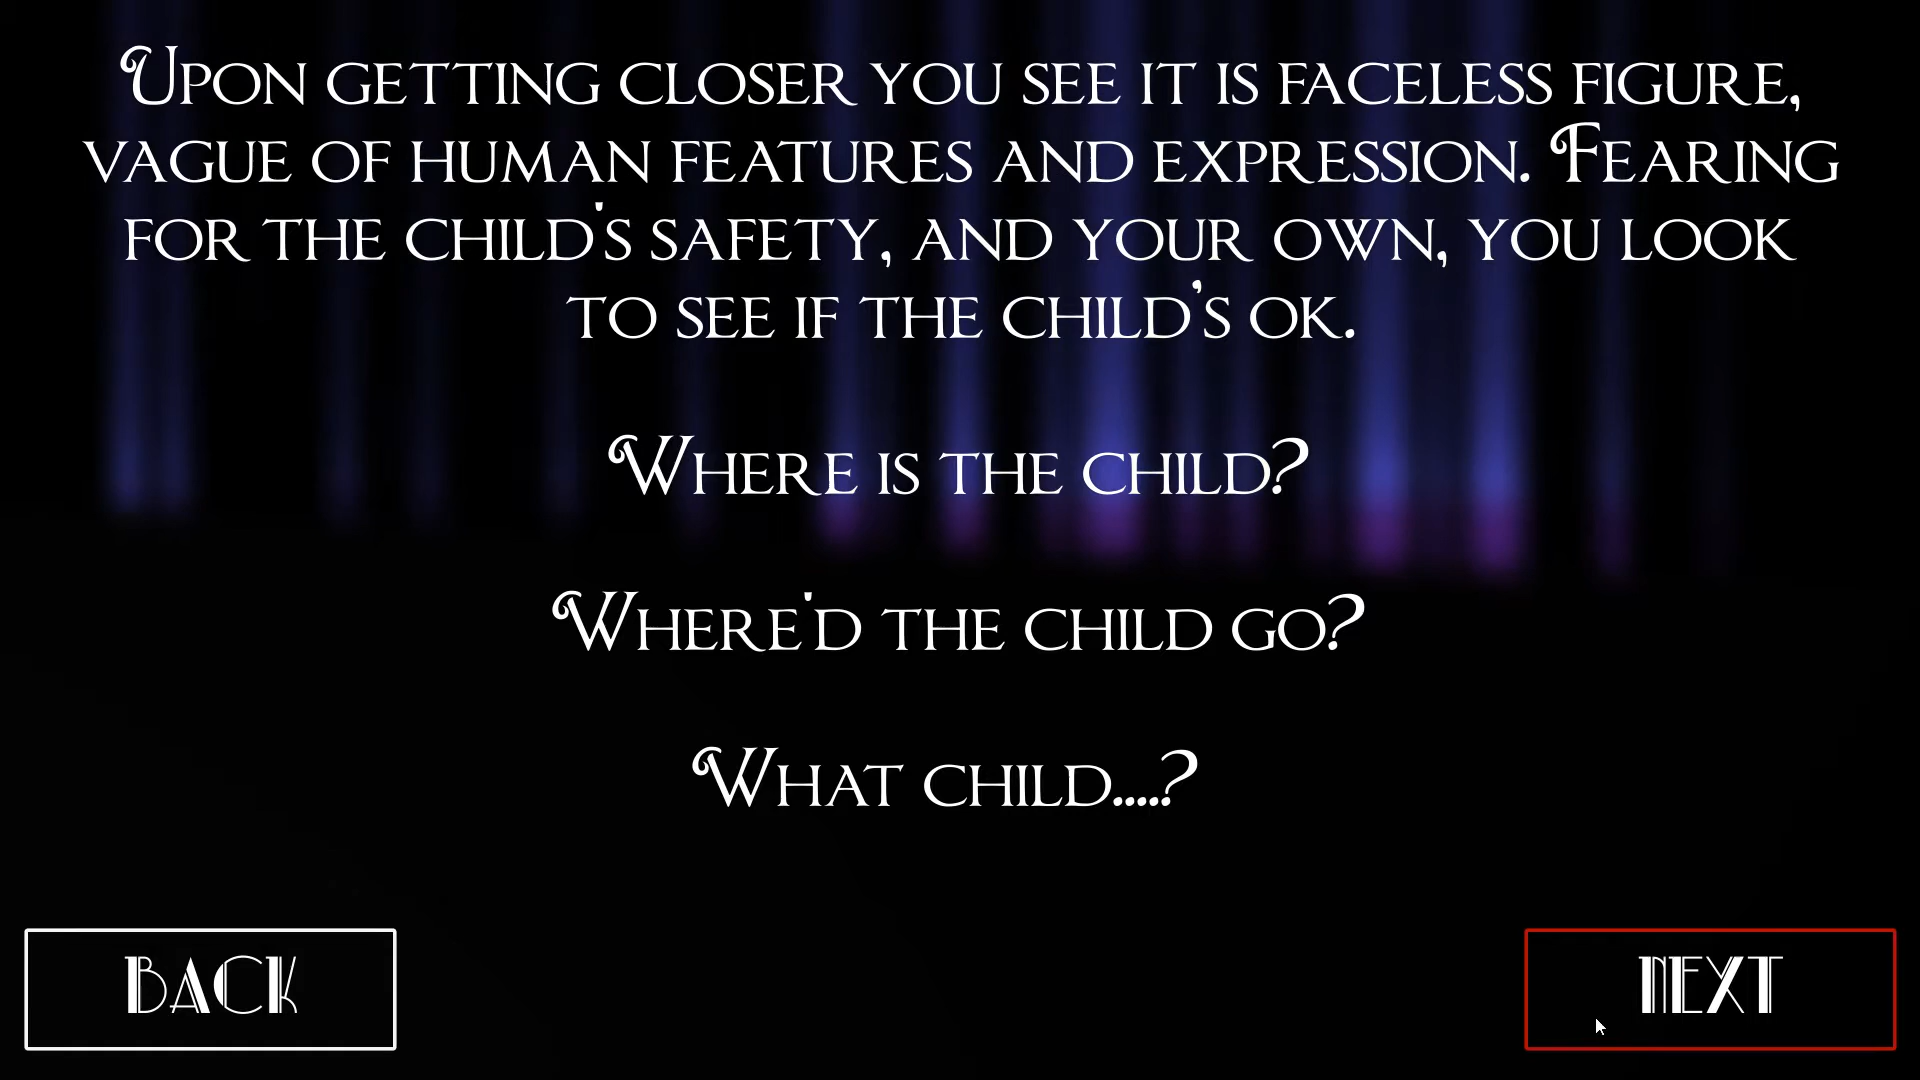 Upon getting closer you see it is faceless figure,
vague of human features and expression. Fearing
for the child's safety, and your own, you look
to see if the child's ok.
Where is the child?
Where'd the child go?
What child....?
BACK
NEXT